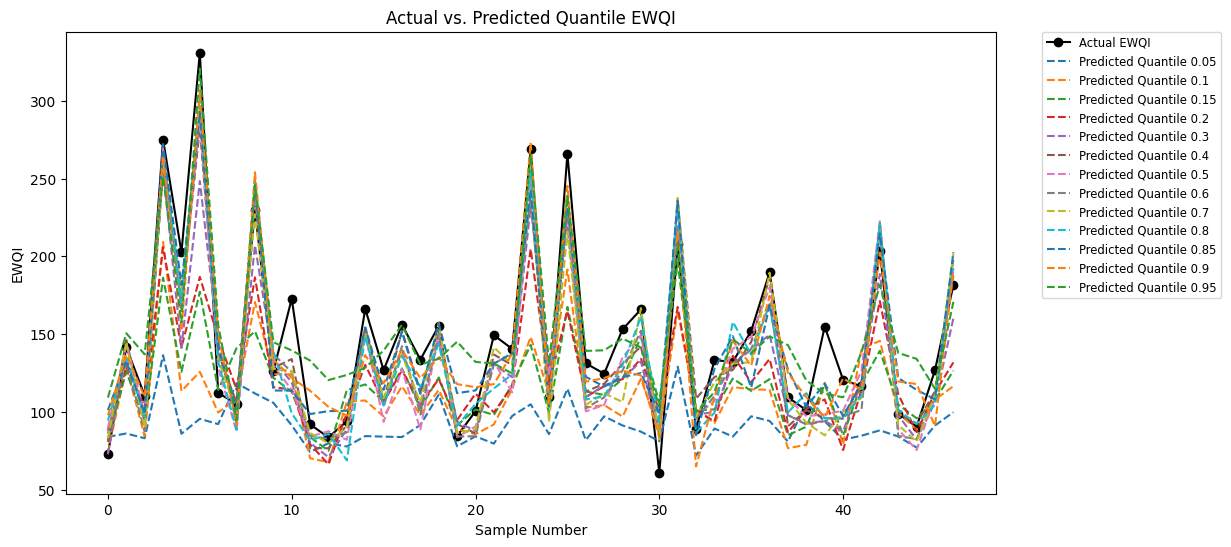 Actual vs. Predicted Quantile EWQI
EWQI
300
250
200
150
100
50
0
10
20
30
40
Sample Number
Actual EWQI
Predicted Quantile 0.05
Predicted Quantile 0.1
Predicted Quantile 0.15
Predicted Quantile 0.2
Predicted Quantile 0.3
Predicted Quantile 0.4
Predicted Quantile 0.5
Predicted Quantile 0.6
Predicted Quantile 0.7
Predicted Quantile 0.8
Predicted Quantile 0.85
Predicted Quantile 0.9
Predicted Quantile 0.95